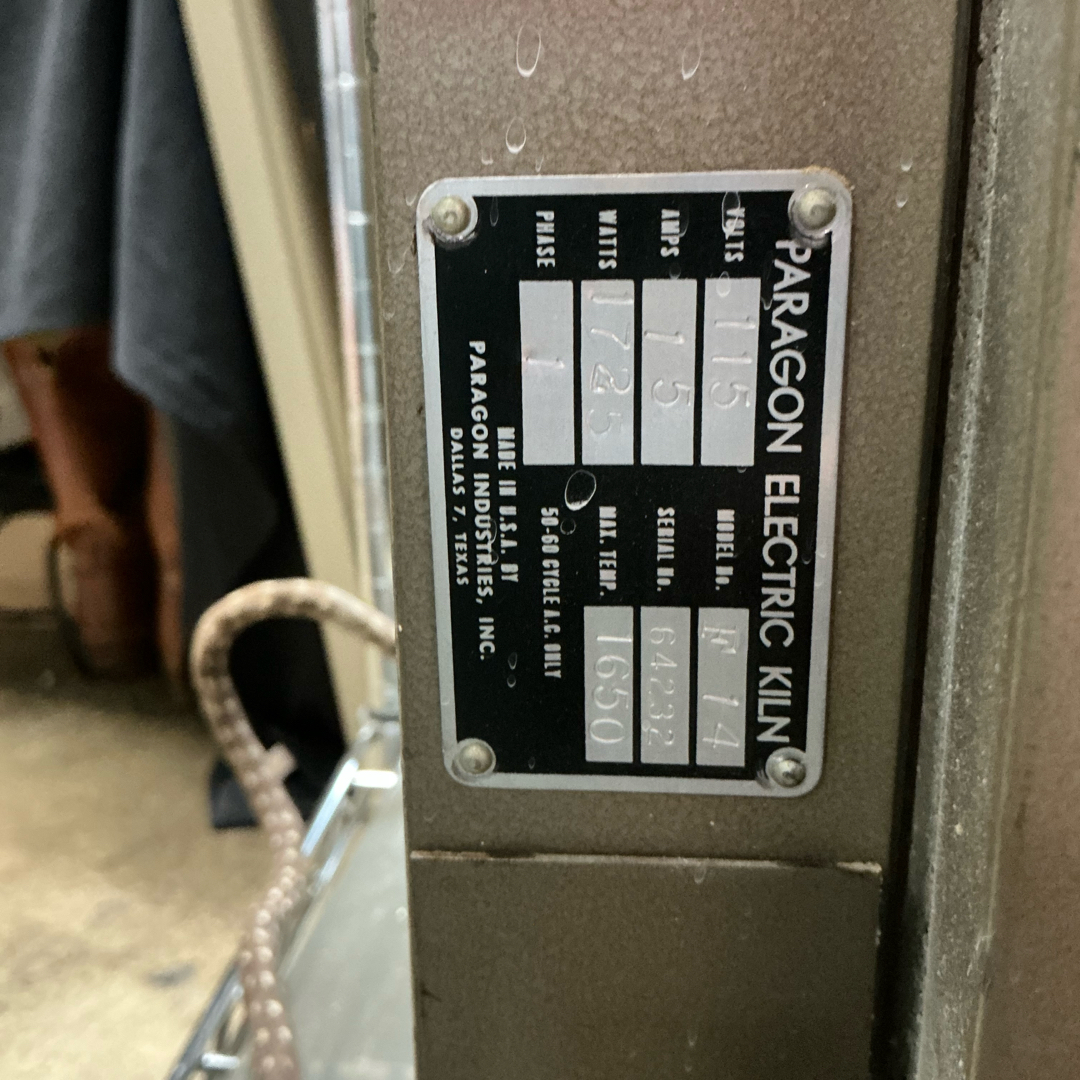 PARAGON ELECTRIC KILN
VOLTS 115 MODEL No. F 14
AMPS 15 SERIAL No. 64232
WATTS 1725 MAX. TEMP. 1650
PHASE 1 50-60 CYCLE A.C. ONLY
MADE IN U.S.A. BY
PARAGON INDUSTRIES, INC.
DALLAS 7, TEXAS